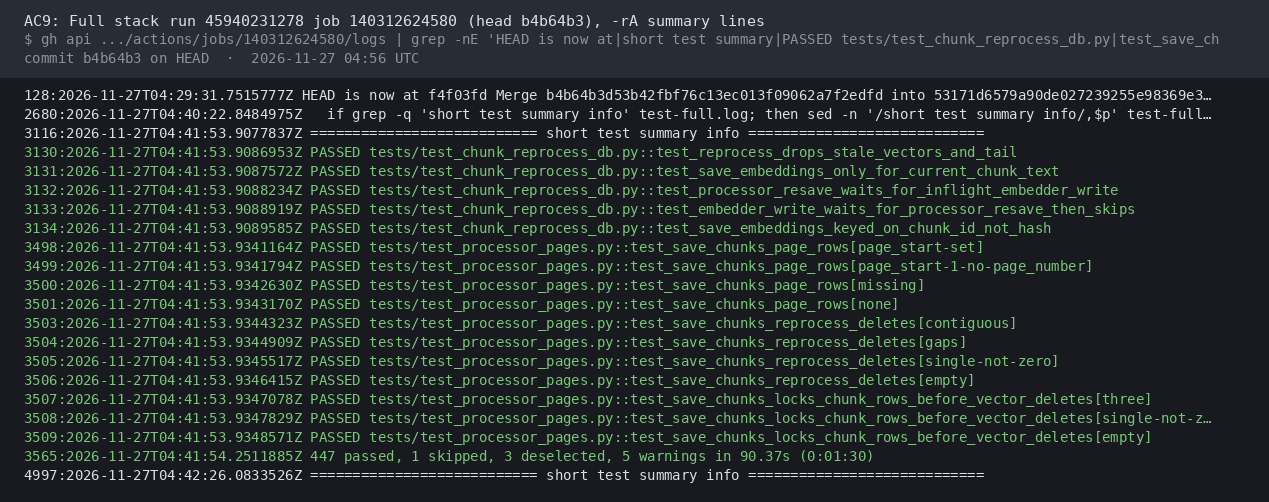 AC9: Full stack run 45940231278 job 140312624580 (head b4b64b3), -rA summary lines
$ gh api .../actions/jobs/140312624580/logs | grep -nE 'HEAD is now at|short test summary|PASSED tests/test_chunk_reprocess_db.py|test_save_ch
commit b4b64b3 on HEAD · 2026-11-27 04:56 UTC
128:2026-11-27T04:29:31.7515777Z HEAD is now at f4f03fd Merge b4b64b3d53b42fbf76c13ec013f09062a7f2edfd into 53171d6579a90de027239255e98369e3…
2680:2026-11-27T04:40:22.8484975Z   if grep -q 'short test summary info' test-full.log; then sed -n '/short test summary info/,$p' test-full…
3116:2026-11-27T04:41:53.9077837Z =========================== short test summary info ============================
3130:2026-11-27T04:41:53.9086953Z PASSED tests/test_chunk_reprocess_db.py::test_reprocess_drops_stale_vectors_and_tail
3131:2026-11-27T04:41:53.9087572Z PASSED tests/test_chunk_reprocess_db.py::test_save_embeddings_only_for_current_chunk_text
3132:2026-11-27T04:41:53.9088234Z PASSED tests/test_chunk_reprocess_db.py::test_processor_resave_waits_for_inflight_embedder_write
3133:2026-11-27T04:41:53.9088919Z PASSED tests/test_chunk_reprocess_db.py::test_embedder_write_waits_for_processor_resave_then_skips
3134:2026-11-27T04:41:53.9089585Z PASSED tests/test_chunk_reprocess_db.py::test_save_embeddings_keyed_on_chunk_id_not_hash
3498:2026-11-27T04:41:53.9341164Z PASSED tests/test_processor_pages.py::test_save_chunks_page_rows[page_start-set]
3499:2026-11-27T04:41:53.9341794Z PASSED tests/test_processor_pages.py::test_save_chunks_page_rows[page_start-1-no-page_number]
3500:2026-11-27T04:41:53.9342630Z PASSED tests/test_processor_pages.py::test_save_chunks_page_rows[missing]
3501:2026-11-27T04:41:53.9343170Z PASSED tests/test_processor_pages.py::test_save_chunks_page_rows[none]
3503:2026-11-27T04:41:53.9344323Z PASSED tests/test_processor_pages.py::test_save_chunks_reprocess_deletes[contiguous]
3504:2026-11-27T04:41:53.9344909Z PASSED tests/test_processor_pages.py::test_save_chunks_reprocess_deletes[gaps]
3505:2026-11-27T04:41:53.9345517Z PASSED tests/test_processor_pages.py::test_save_chunks_reprocess_deletes[single-not-zero]
3506:2026-11-27T04:41:53.9346415Z PASSED tests/test_processor_pages.py::test_save_chunks_reprocess_deletes[empty]
3507:2026-11-27T04:41:53.9347078Z PASSED tests/test_processor_pages.py::test_save_chunks_locks_chunk_rows_before_vector_deletes[three]
3508:2026-11-27T04:41:53.9347829Z PASSED tests/test_processor_pages.py::test_save_chunks_locks_chunk_rows_before_vector_deletes[single-not-z…
3509:2026-11-27T04:41:53.9348571Z PASSED tests/test_processor_pages.py::test_save_chunks_locks_chunk_rows_before_vector_deletes[empty]
3565:2026-11-27T04:41:54.2511885Z 447 passed, 1 skipped, 3 deselected, 5 warnings in 90.37s (0:01:30)
4997:2026-11-27T04:42:26.0833526Z =========================== short test summary info ============================